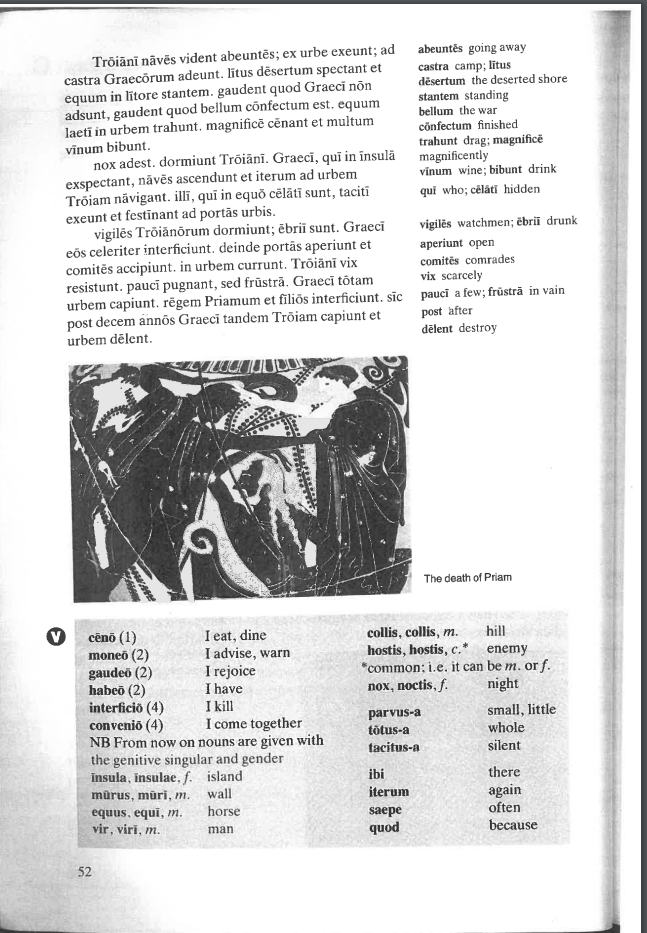 Trōiānī nāvēs vident abeuntēs; ex urbe exeunt; ad
castra Graecōrum adeunt. lītus dēsertum spectant et
equum in lītore stantem. gaudent quod Graecī nōn
adsunt, gaudent quod bellum cōnfectum est. equum
laetī in urbem trahunt. magnificē cēnant et multum
vīnum bibunt.
nox adest. dormiunt Trōiānī. Graecī, quī in īnsulā
exspectant, nāvēs ascendunt et iterum ad urbem
Trōiam nāvigant. illī, quī in equō cēlātī sunt, tacitī
exeunt et festīnant ad portās urbis.
vigilēs Trōiānōrum dormiunt; ēbriī sunt. Graecī
eōs celeriter interficiunt. deinde portās aperiunt et
comitēs accipiunt. in urbem currunt. Trōiānī vix
resistunt. paucī pugnant, sed frūstrā. Graecī tōtam
urbem capiunt. rēgem Priamum et fīliōs interficiunt. sīc
post decem annōs Graecī tandem Trōiam capiunt et
urbem dēlent.
abeuntēs going away
castra camp; lītus
dēsertum the deserted shore
stantem standing
bellum the war
cōnfectum finished
trahunt drag; magnificē
magnificently
vīnum wine; bibunt drink
quī who; cēlātī hidden
vigilēs watchmen; ēbriī drunk
aperiunt open
comitēs comrades
vix scarcely
paucī a few; frūstrā in vain
post after
dēlent destroy
The death of Priam
V
cēnō (1) I eat, dine
moneō (2) I advise, warn
gaudeō (2) I rejoice
habeō (2) I have
interficiō (4) I kill
conveniō (4) I come together
NB From now on nouns are given with
the genitive singular and gender
īnsula, īnsulae, f. island
mūrus, mūrī, m. wall
equus, equī, m. horse
vir, virī, m. man
collis, collis, m. hill
hostis, hostis, c.* enemy
*common; i.e. it can be m. or f.
nox, noctis, f. night
parvus-a small, little
tōtus-a whole
tacitus-a silent
ibi there
iterum again
saepe often
quod because
52